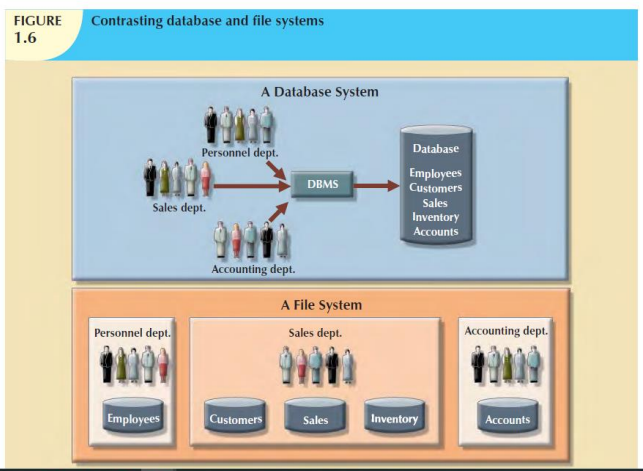 FIGURE
1.6
Contrasting database and file systems
A Database System
Personnel dept.
Sales dept.
Accounting dept.
DBMS
Database
Employees
Customers
Sales
Inventory
Accounts
A File System
Personnel dept.
Employees
Sales dept.
Customers
Sales
Inventory
Accounting dept.
Accounts